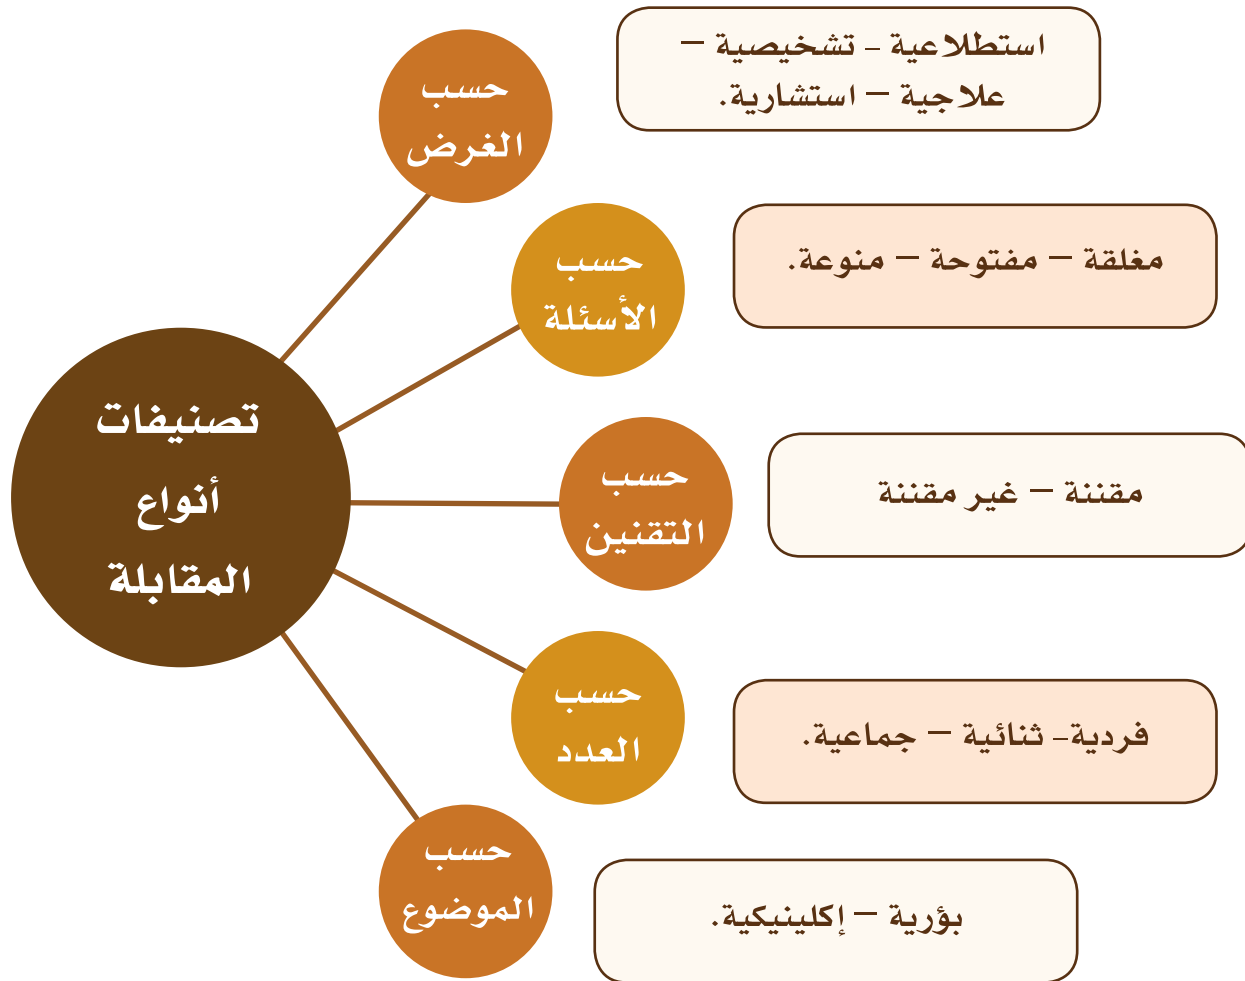 تصنيفات
أنواع
المقابلة
حسب
الغرض
استطلاعية - تشخيصية –
علاجية – استشارية.
حسب
الأسئلة
مغلقة – مفتوحة – منوعة.
حسب
التقنين
مقننة – غير مقننة
حسب
العدد
فردية- ثنائية – جماعية.
حسب
الموضوع
بؤرية – إكلينيكية.